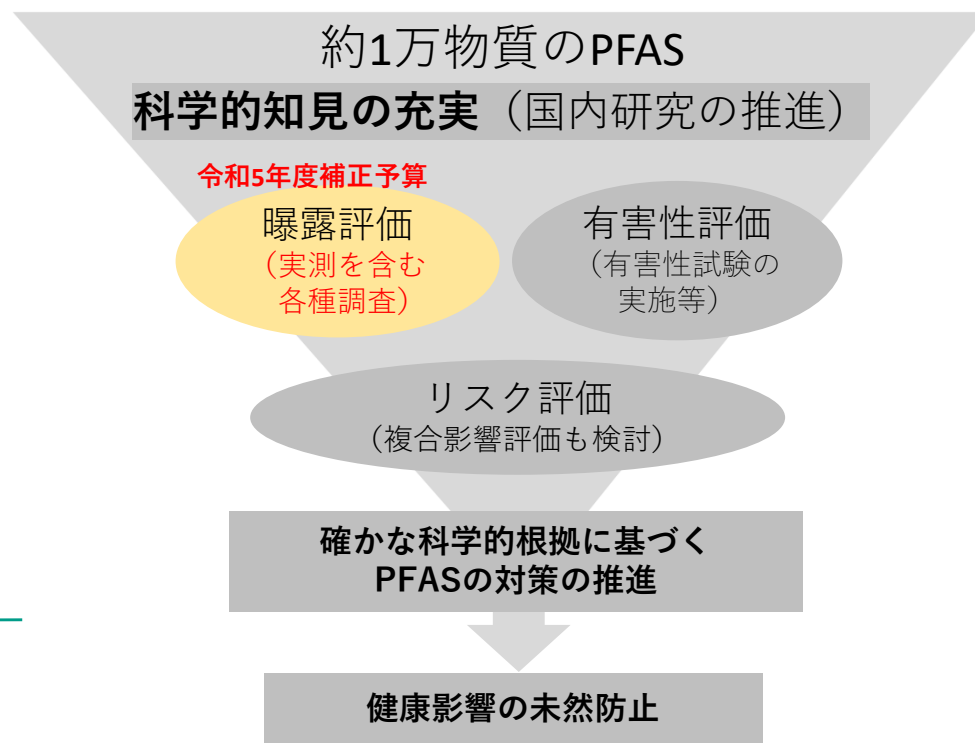 約1万物質のPFAS
科学的知見の充実（国内研究の推進）
令和5年度補正予算
曝露評価
（実測を含む
各種調査）
有害性評価
（有害性試験の
実施等）
リスク評価
（複合影響評価も検討）
確かな科学的根拠に基づく
PFASの対策の推進
健康影響の未然防止